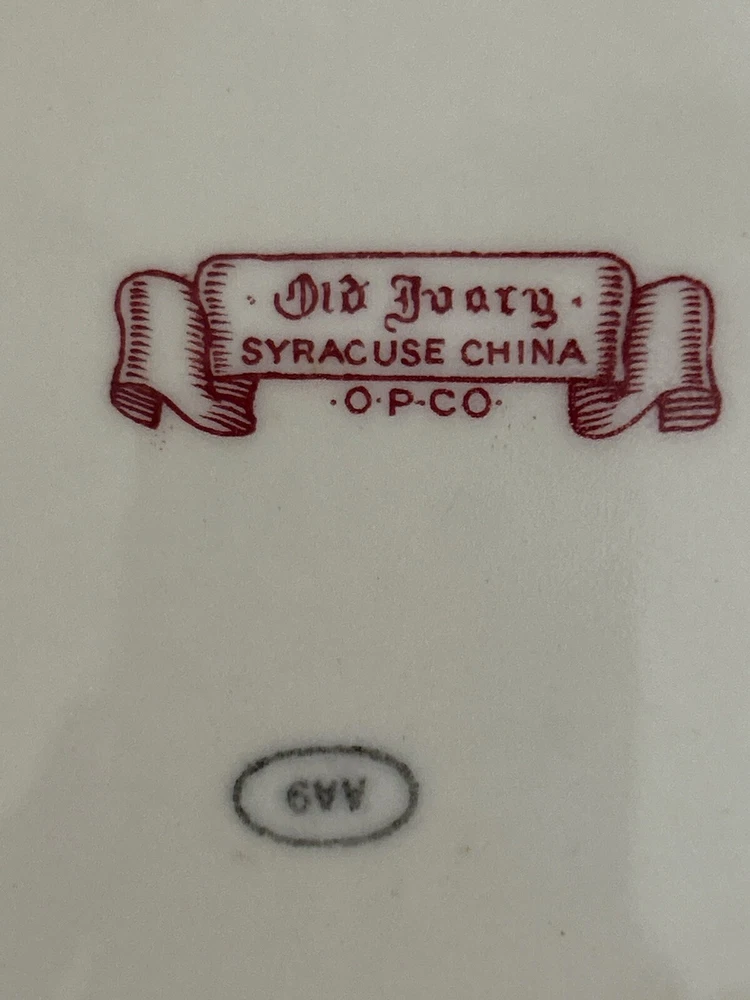 · Old Ivory ·
SYRACUSE CHINA
·O·P·CO·
AA9